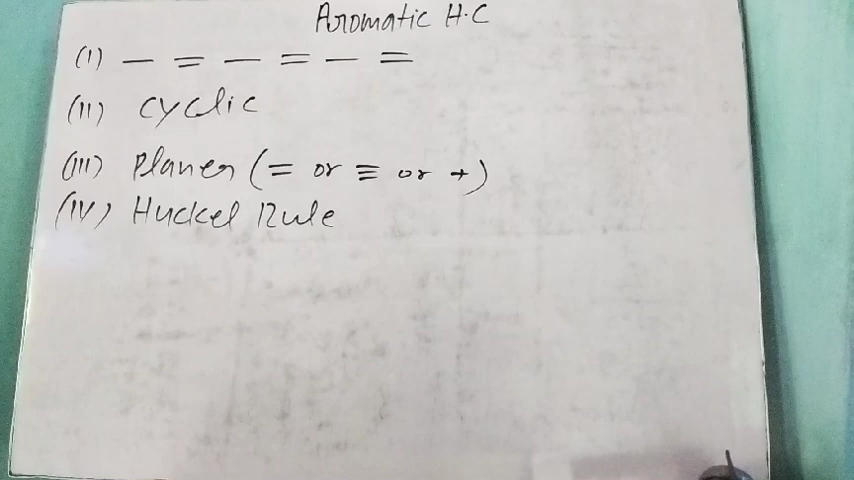 Aromatic H.C
(I) — = — = — =
(II) cyclic
(III) Planer (= or ≡ or +)
(IV) Huckel Rule